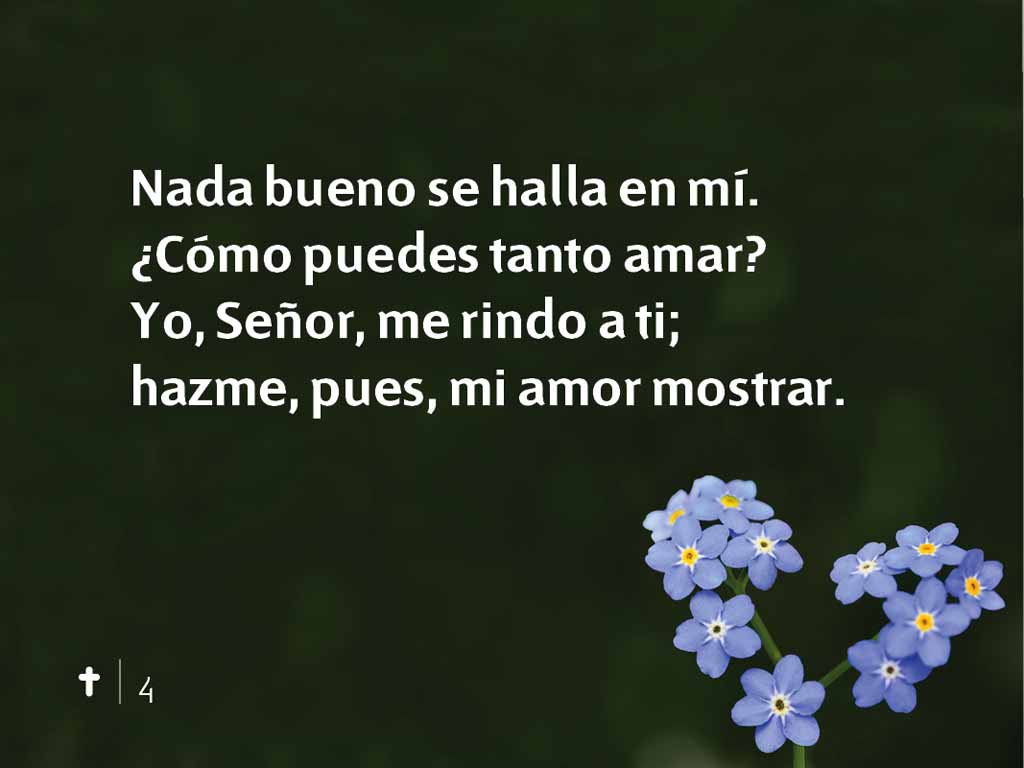 Nada bueno se halla en mí.
¿Cómo puedes tanto amar?
Yo, Señor, me rindo a ti;
hazme, pues, mi amor mostrar.
4